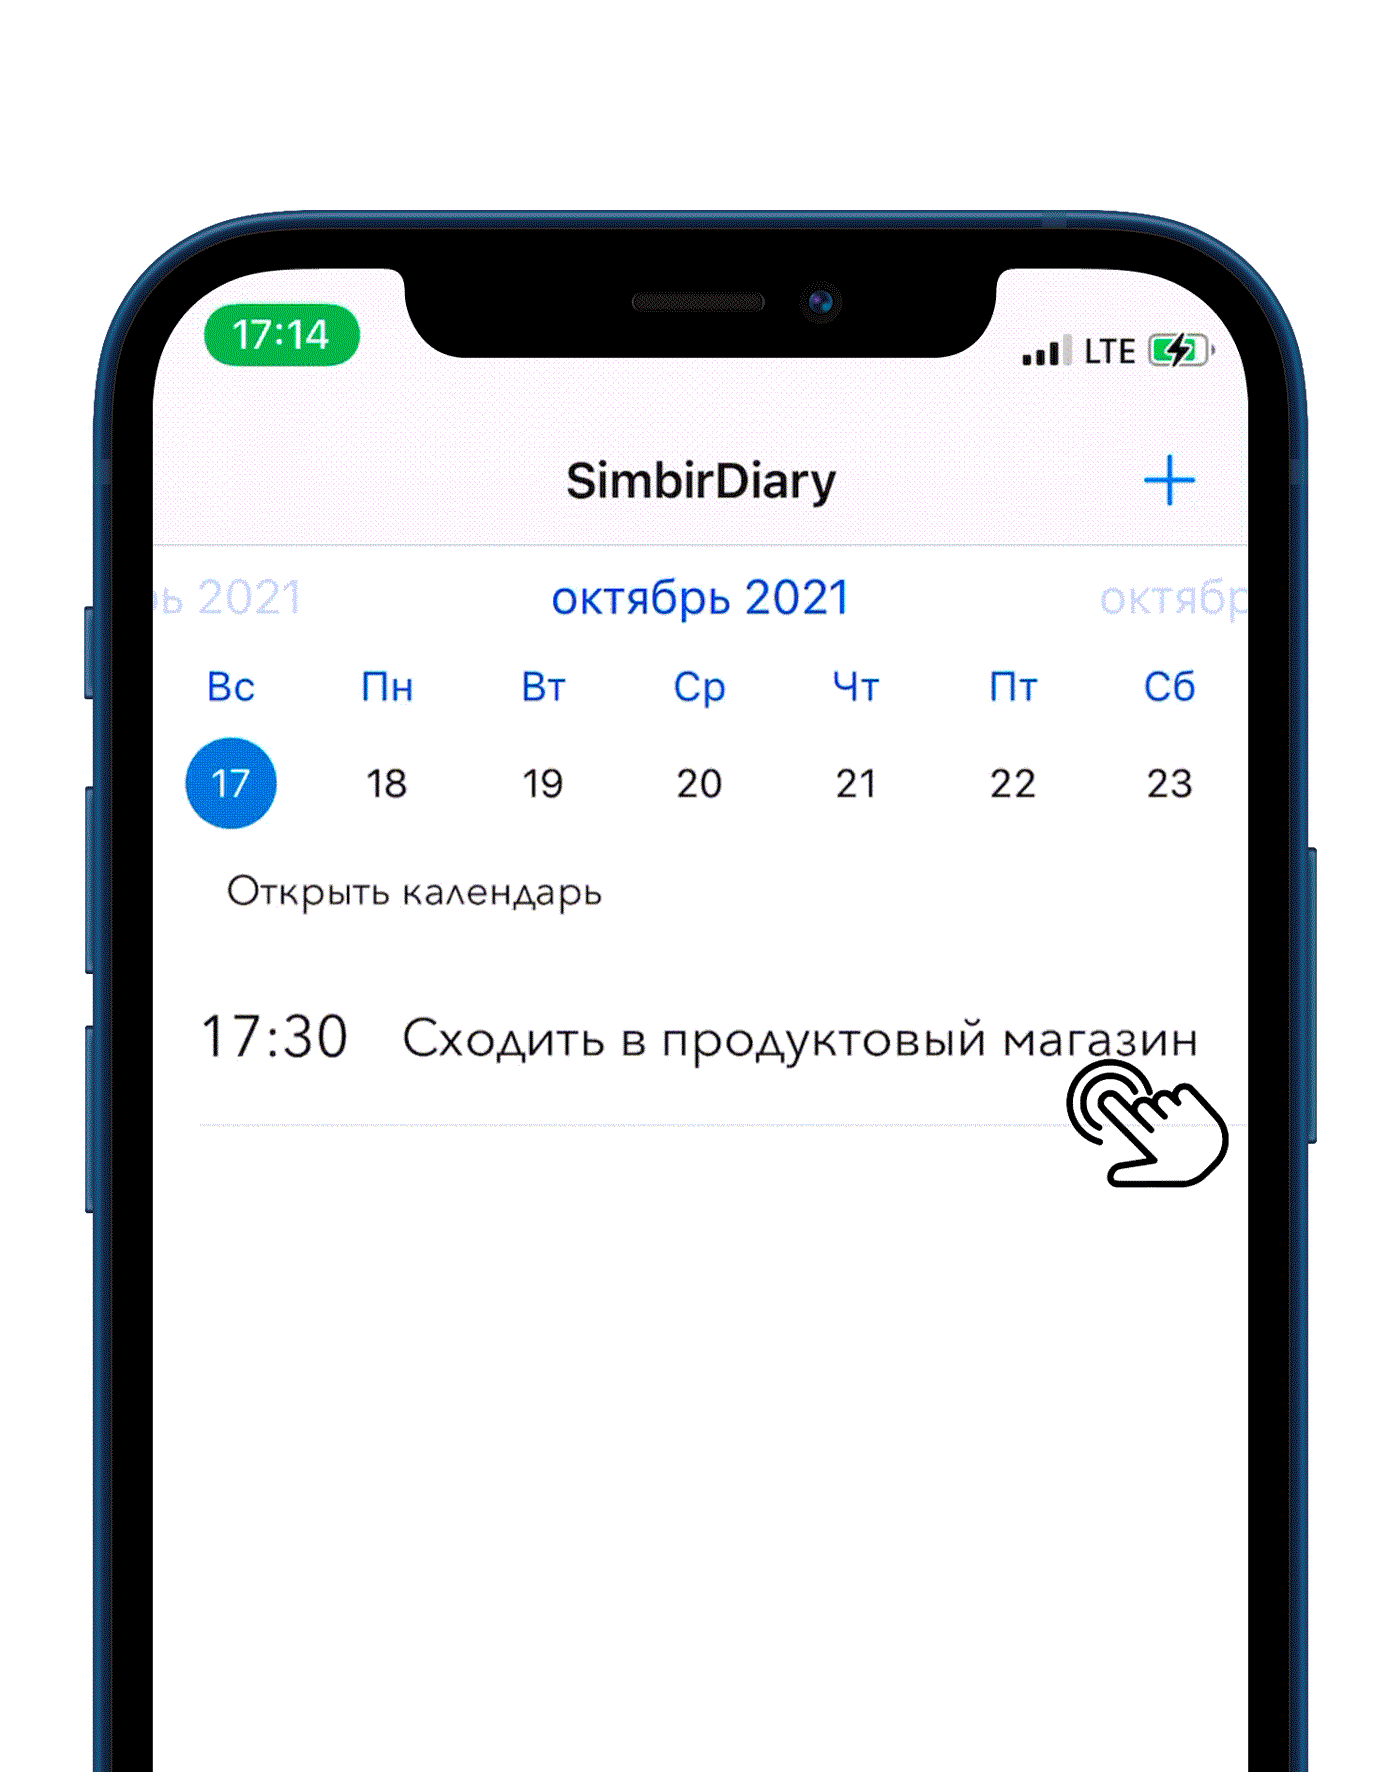 17:14
LTE
SimbirDiary
ь 2021 октябрь 2021 октябр
Вс Пн Вт Ср Чт Пт Сб
17 18 19 20 21 22 23
Открыть календарь
17:30 Сходить в продуктовый магазин